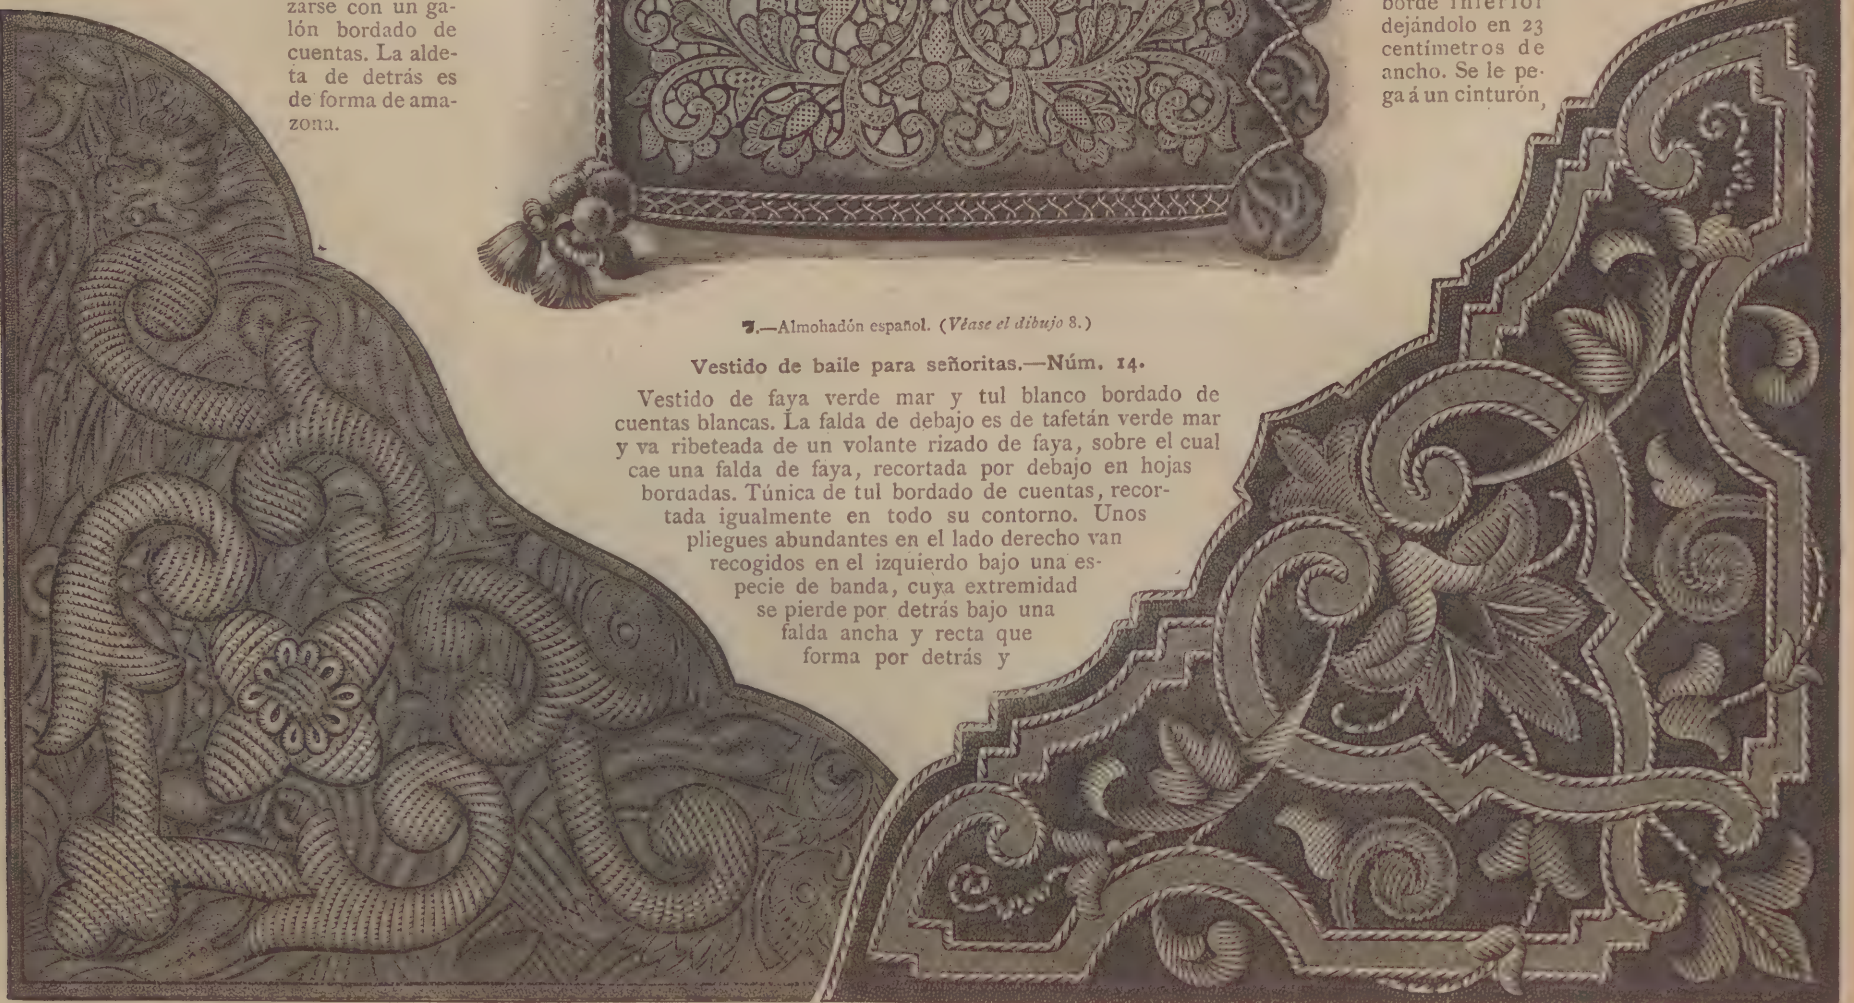 zarse con un ga-
lón bordado de
cuentas. La alde-
ta de detrás es
de forma de ama-
zona.
borde inferior
dejándolo en 23
centímetros de
ancho. Se le pe-
ga á un cinturón,
7.—Almohadón español. (Véase el dibujo 8.)
Vestido de baile para señoritas.—Núm. 14.
Vestido de faya verde mar y tul blanco bordado de
cuentas blancas. La falda de debajo es de tafetán verde mar
y va ribeteada de un volante rizado de faya, sobre el cual
cae una falda de faya, recortada por debajo en hojas
bordadas. Túnica de tul bordado de cuentas, recor-
tada igualmente en todo su contorno. Unos
pliegues abundantes en el lado derecho van
recogidos en el izquierdo bajo una es-
pecie de banda, cuya extremidad
se pierde por detrás bajo una
falda ancha y recta que
forma por detrás y